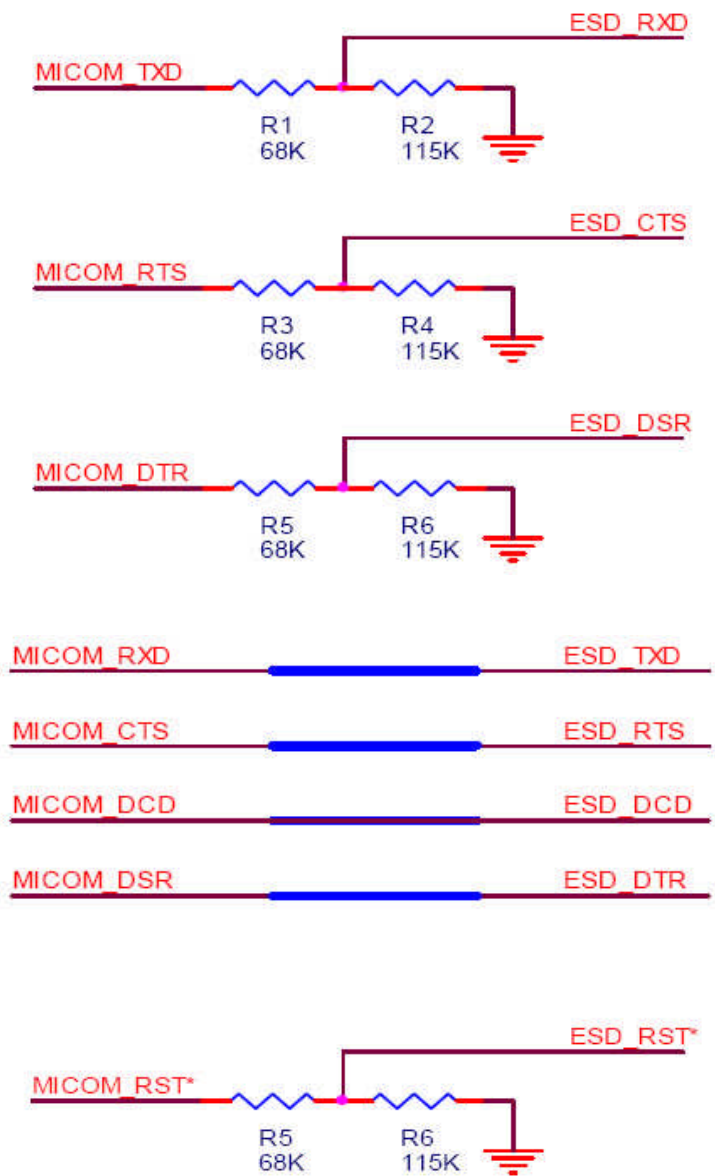 ESD_RXD
MICOM_TXD
R1 R2
68K 115K
ESD_CTS
MICOM_RTS
R3 R4
68K 115K
ESD_DSR
MICOM_DTR
R5 R6
68K 115K
MICOM_RXD ESD_TXD
MICOM_CTS ESD_RTS
MICOM_DCD ESD_DCD
MICOM_DSR ESD_DTR
ESD_RST*
MICOM_RST*
R5 R6
68K 115K